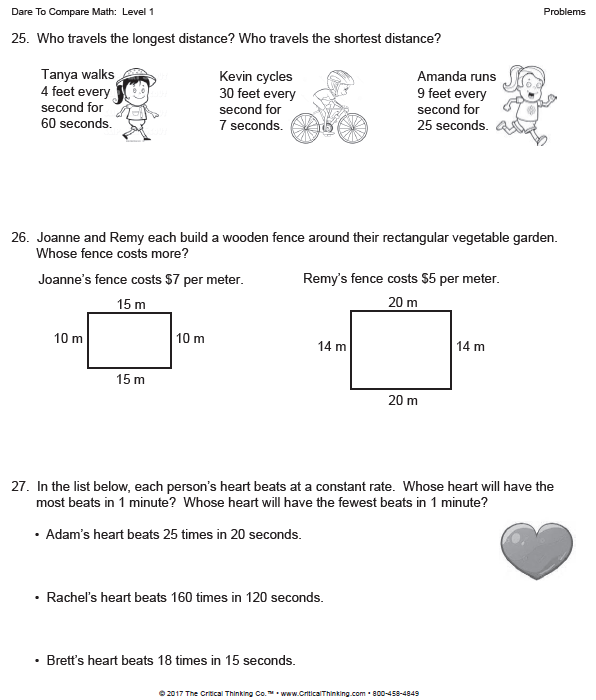 Dare To Compare Math: Level 1
Problems
25. Who travels the longest distance? Who travels the shortest distance?
Tanya walks
4 feet every
second for
60 seconds.
Kevin cycles
30 feet every
second for
7 seconds.
Amanda runs
9 feet every
second for
25 seconds.
26. Joanne and Remy each build a wooden fence around their rectangular vegetable garden.
Whose fence costs more?
Joanne's fence costs $7 per meter.
15 m
10 m
10 m
15 m
Remy's fence costs $5 per meter.
20 m
14 m
14 m
20 m
27. In the list below, each person's heart beats at a constant rate. Whose heart will have the
most beats in 1 minute? Whose heart will have the fewest beats in 1 minute?
• Adam's heart beats 25 times in 20 seconds.
• Rachel's heart beats 160 times in 120 seconds.
• Brett's heart beats 18 times in 15 seconds.
© 2017 The Critical Thinking Co.™ • www.CriticalThinking.com • 800-458-4849